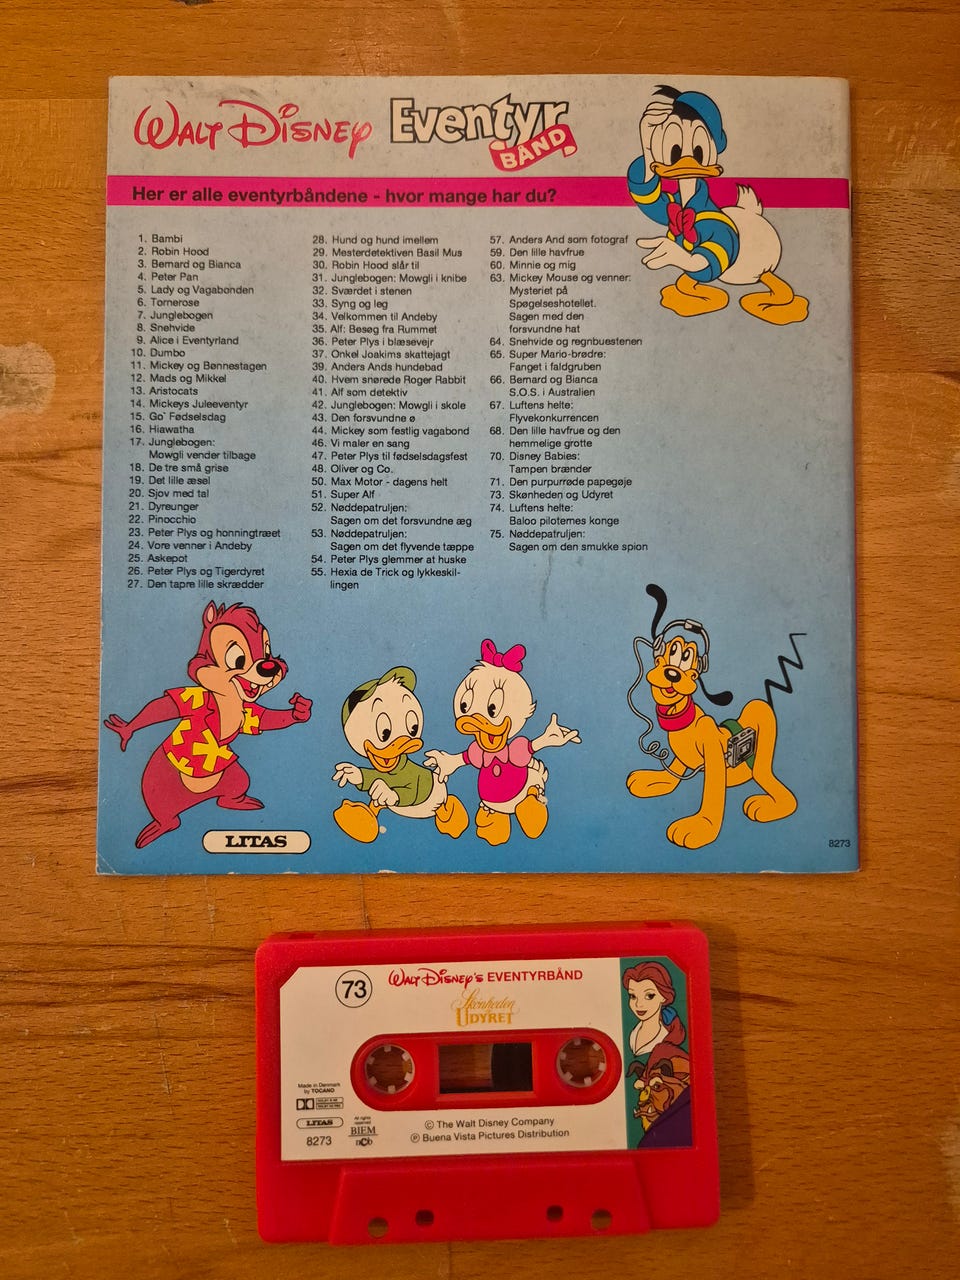 WALT DISNEY Eventyr
BÅND
Her er alle eventyrbåndene - hvor mange har du?
1. Bambi
2. Robin Hood
3. Bernard og Bianca
4. Peter Pan
5. Lady og Vagabonden
6. Tornerose
7. Junglebogen
8. Snehvide
9. Alice i Eventyrland
10. Dumbo
11. Mickey og Bønnestagen
12. Mads og Mikkel
13. Aristocats
14. Mickeys Juleeventyr
15. Go' Fødselsdag
16. Hiawatha
17. Junglebogen:
Mowgli vender tilbage
18. De tre små grise
19. Det lille æsel
20. Sjov med tal
21. Dyreunger
22. Pinocchio
23. Peter Plys og honningtræet
24. Vore venner i Andeby
25. Askepot
26. Peter Plys og Tigerdyret
27. Den tapre lille skrædder
28. Hund og hund imellem
29. Mesterdetektiven Basil Mus
30. Robin Hood slår til
31. Junglebogen: Mowgli i knibe
32. Sværdet i stenen
33. Syng og leg
34. Velkommen til Andeby
35. Alf: Besøg fra Rummet
36. Peter Plys i blæsevejr
37. Onkel Joakims skattejagt
39. Anders Ands hundebad
40. Hvem snørede Roger Rabbit
41. Alf som detektiv
42. Junglebogen: Mowgli i skole
43. Den forsvundne ø
44. Mickey som festlig vagabond
46. Vi maler en sang
47. Peter Plys til fødselsdagsfest
48. Oliver og Co.
50. Max Motor - dagens helt
51. Super Alf
52. Nøddepatruljen:
Sagen om det forsvundne æg
53. Nøddepatruljen:
Sagen om det flyvende tæppe
54. Peter Plys glemmer at huske
55. Hexia de Trick og lykkeskil-
lingen
57. Anders And som fotograf
59. Den lille havfrue
60. Minnie og mig
63. Mickey Mouse og venner:
Mysteriet på
Spøgelseshotellet.
Sagen med den
forsvundne hat
64. Snehvide og regnbuestenen
65. Super Mario-brødre:
Fanget i faldgruben
66. Bernard og Bianca
S.O.S. i Australien
67. Luftens helte:
Flyvekonkurrencen
68. Den lille havfrue og den
hemmelige grotte
70. Disney Babies:
Tampen brænder
71. Den purpurrøde papegøje
73. Skønheden og Udyret
74. Luftens helte:
Baloo piloternes konge
75. Nøddepatruljen:
Sagen om den smukke spion
LITAS
8273
73
WALT DISNEY'S EVENTYRBÅND
Skønheden
UDYRET
Made in Denmark
by TOCANO
LITAS
8273
All rights
reserved
BIEM
ncb
© The Walt Disney Company
℗ Buena Vista Pictures Distribution